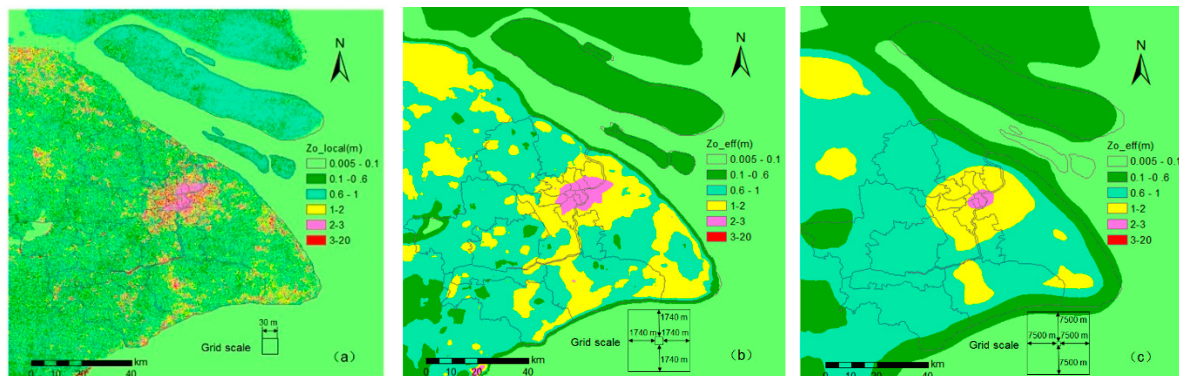 N
Zo_local(m)
0.005 - 0.1
0.1 -0 .6
0.6 - 1
1-2
2-3
3-20
30 m
Grid scale
(a)
km
0 10 20 40
N
Zo_eff(m)
0.005 - 0.1
0.1 -0 .6
0.6 - 1
1-2
2-3
3-20
1740 m
1740 m 1740 m
1740 m
Grid scale
(b)
km
0 10 20 40
N
Zo_eff(m)
0.005 - 0.1
0.1 -0 .6
0.6 - 1
1-2
2-3
3-20
7500 m
7500 m 7500 m
7500 m
Grid scale
(c)
km
0 10 20 40